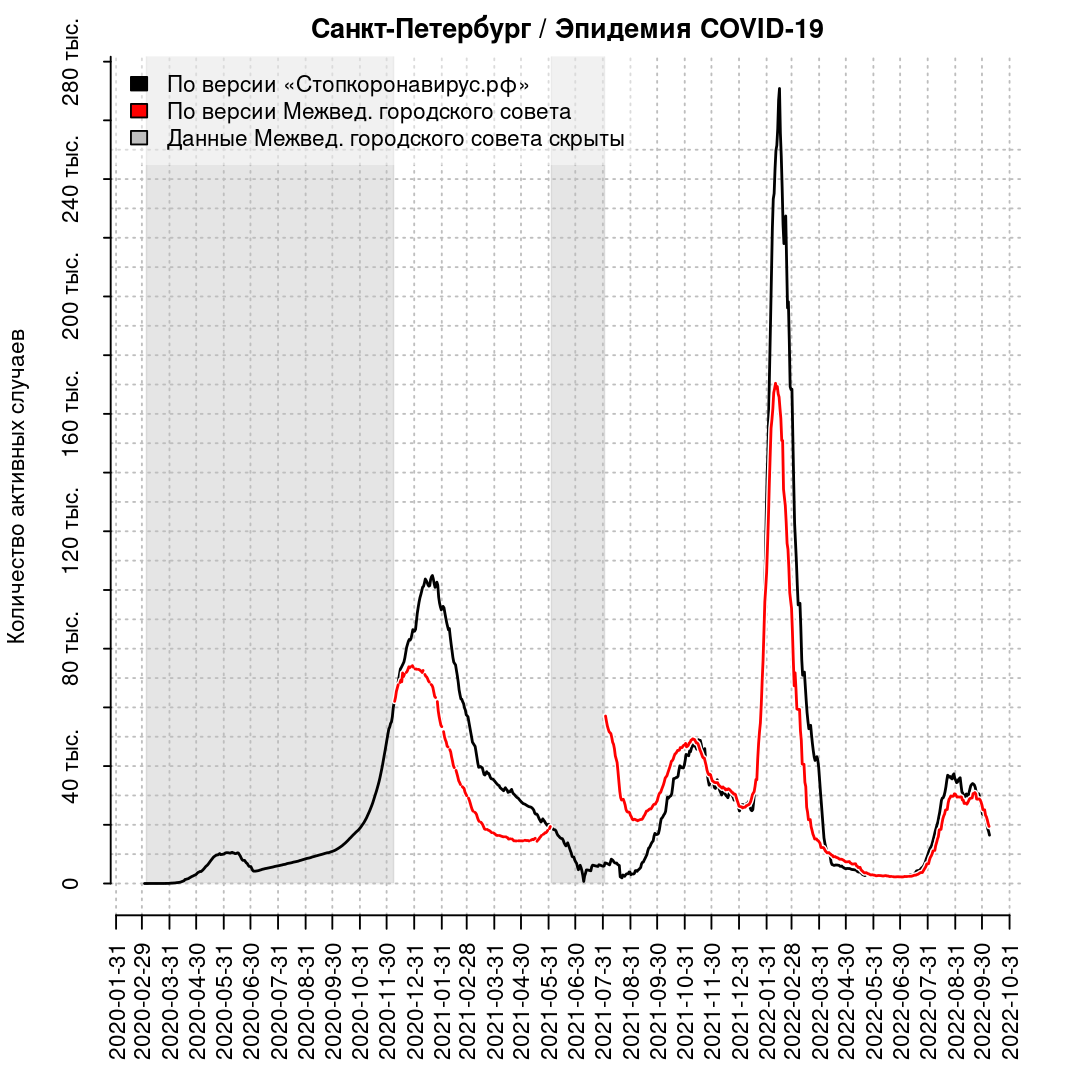 Санкт-Петербург / Эпидемия COVID-19
По версии «Стопкоронавирус.рф»
По версии Межвед. городского совета
Данные Межвед. городского совета скрыты
Количество активных случаев
280 тыс.
240 тыс.
200 тыс.
160 тыс.
120 тыс.
80 тыс.
40 тыс.
0
2020-01-31
2020-02-29
2020-03-31
2020-04-30
2020-05-31
2020-06-30
2020-07-31
2020-08-31
2020-09-30
2020-10-31
2020-11-30
2020-12-31
2021-01-31
2021-02-28
2021-03-31
2021-04-30
2021-05-31
2021-06-30
2021-07-31
2021-08-31
2021-09-30
2021-10-31
2021-11-30
2021-12-31
2022-01-31
2022-02-28
2022-03-31
2022-04-30
2022-05-31
2022-06-30
2022-07-31
2022-08-31
2022-09-30
2022-10-31